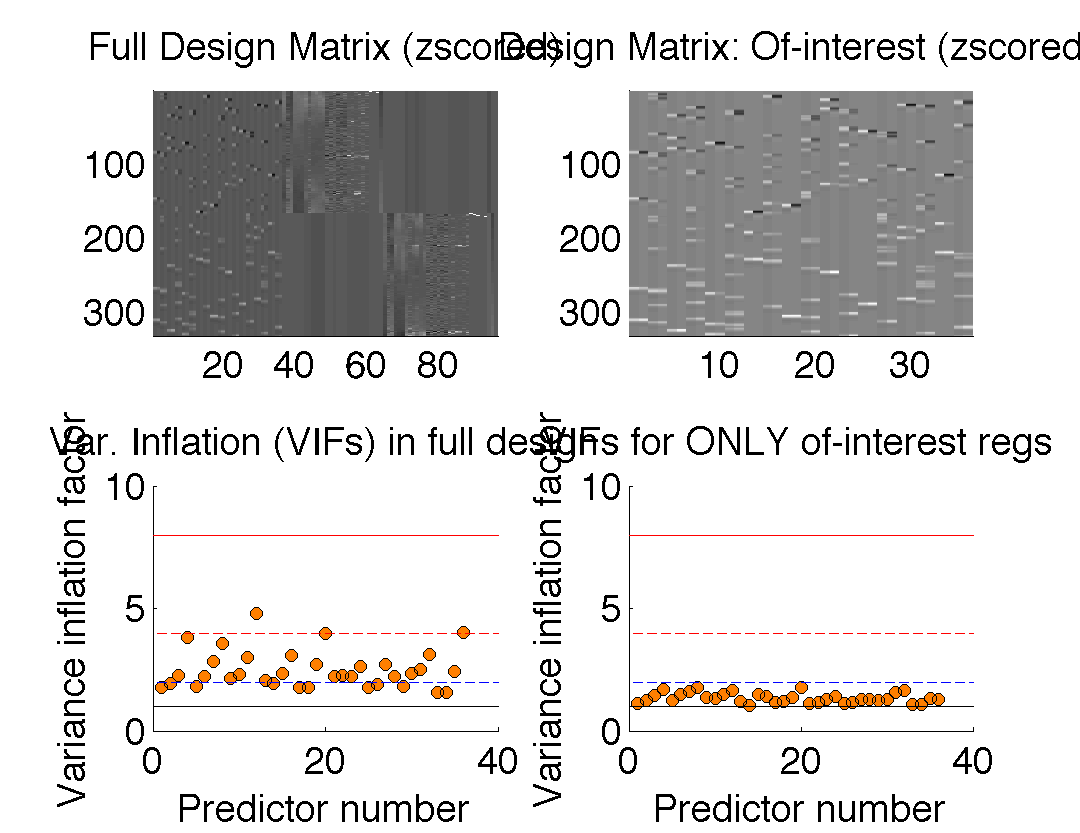 Full Design Matrix (zscored)
Design Matrix: Of-interest (zscored
100
200
300
20 40 60 80
100
200
300
10 20 30
Var. Inflation (VIFs) in full design
VIFs for ONLY of-interest regs
Variance inflation factor
10
5
0
0 20 40
Predictor number
Variance inflation factor
10
5
0
0 20 40
Predictor number